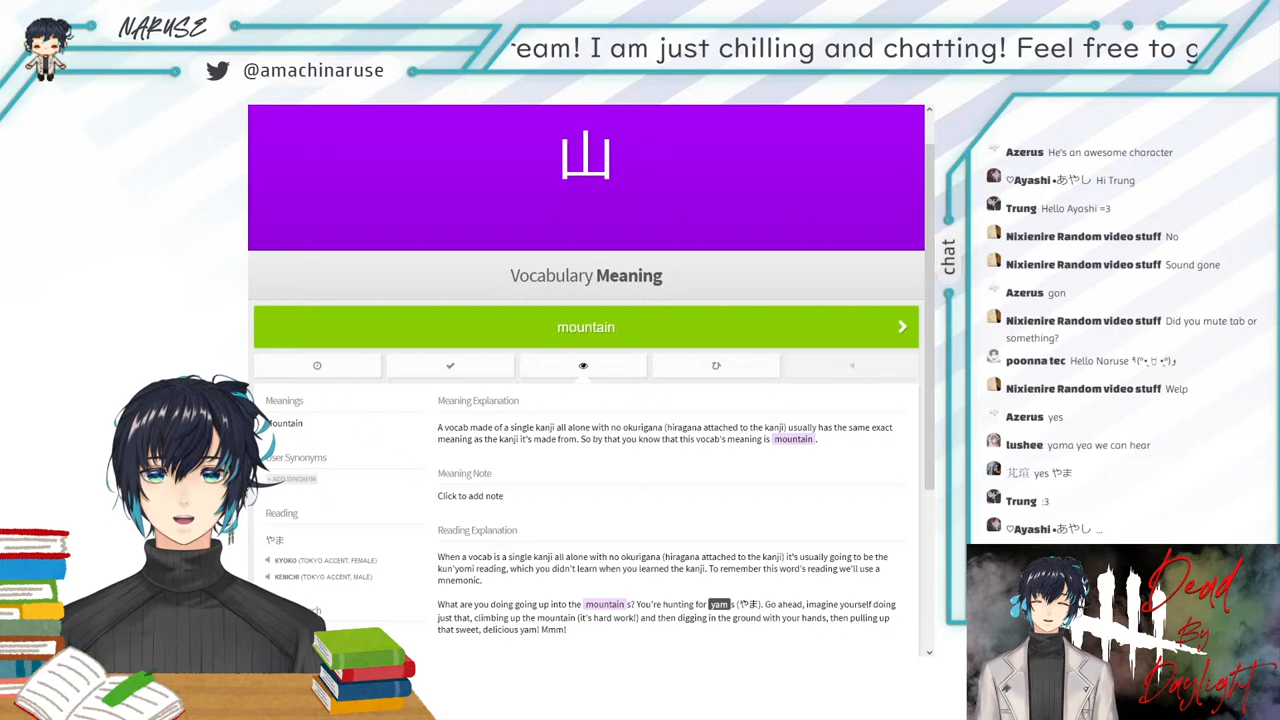 NARUSE
@amachinaruse
eam! I am just chilling and chatting! Feel free to g
山
Vocabulary Meaning
mountain
Meanings
ountain
ser Synonyms
+ ADD SYNONYM
Reading
やま
KYOKO (TOKYO ACCENT, FEMALE)
KENICHI (TOKYO ACCENT, MALE)
Meaning Explanation
A vocab made of a single kanji all alone with no okurigana (hiragana attached to the kanji) usually has the same exact
meaning as the kanji it's made from. So by that you know that this vocab's meaning is mountain.
Meaning Note
Click to add note
Reading Explanation
When a vocab is a single kanji all alone with no okurigana (hiragana attached to the kanji) it's usually going to be the
kun'yomi reading, which you didn't learn when you learned the kanji. To remember this word's reading we'll use a
mnemonic.
What are you doing going up into the mountains? You're hunting for yams (やま). Go ahead, imagine yourself doing
just that, climbing up the mountain (it's hard work!) and then digging in the ground with your hands, then pulling up
that sweet, delicious yam! Mmm!
chat
Azerus He's an awesome character
♡Ayashi•あやし Hi Trung
Trung Hello Ayashi =3
Nixienire Random video stuff No
Nixienire Random video stuff Sound gone
Azerus gon
Nixienire Random video stuff Did you mute tab or
something?
poonna tec Hello Naruse
Nixienire Random video stuff Welp
Azerus yes
lushee yama yea we can hear
yes やま
Trung :3
♡Ayashi•あやし ...
Dead
By
Daylight